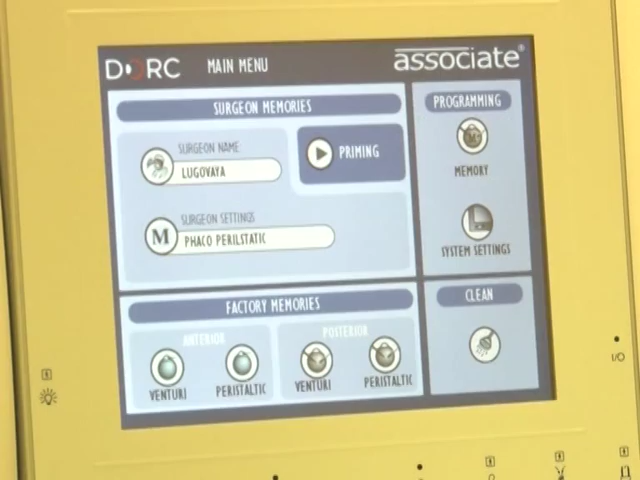 DORC MAIN MENU associate®
SURGEON MEMORIES
SURGEON NAME:
LUGOVAYA
PRIMING
SURGEON SETTINGS
M
PHACO PERILSTATIC
PROGRAMMING
MEMORY
SYSTEM SETTINGS
FACTORY MEMORIES
ANTERIOR
VENTURI
PERISTALTIC
POSTERIOR
VENTURI
PERISTALTIC
CLEAN
I/O